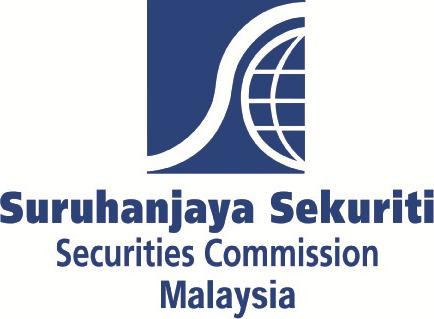 Suruhanjaya Sekuriti
Securities Commission
Malaysia